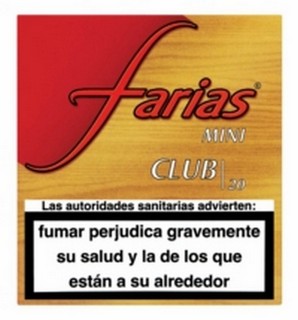 farias©
MINI
CLUB|20
Las autoridades sanitarias advierten:
fumar perjudica gravemente
su salud y la de los que
están a su alrededor